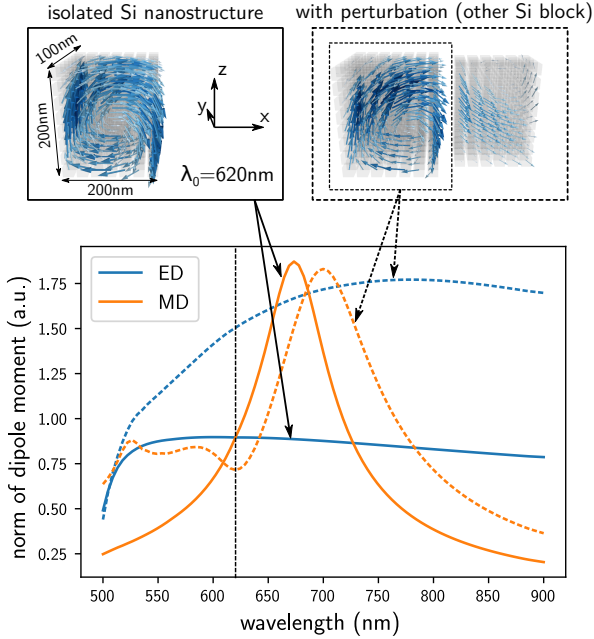 isolated Si nanostructure
with perturbation (other Si block)
100nm
200nm
200nm
z
y
x
λ₀=620nm
ED
MD
norm of dipole moment (a.u.)
1.75
1.50
1.25
1.00
0.75
0.50
0.25
500 550 600 650 700 750 800 850 900
wavelength (nm)